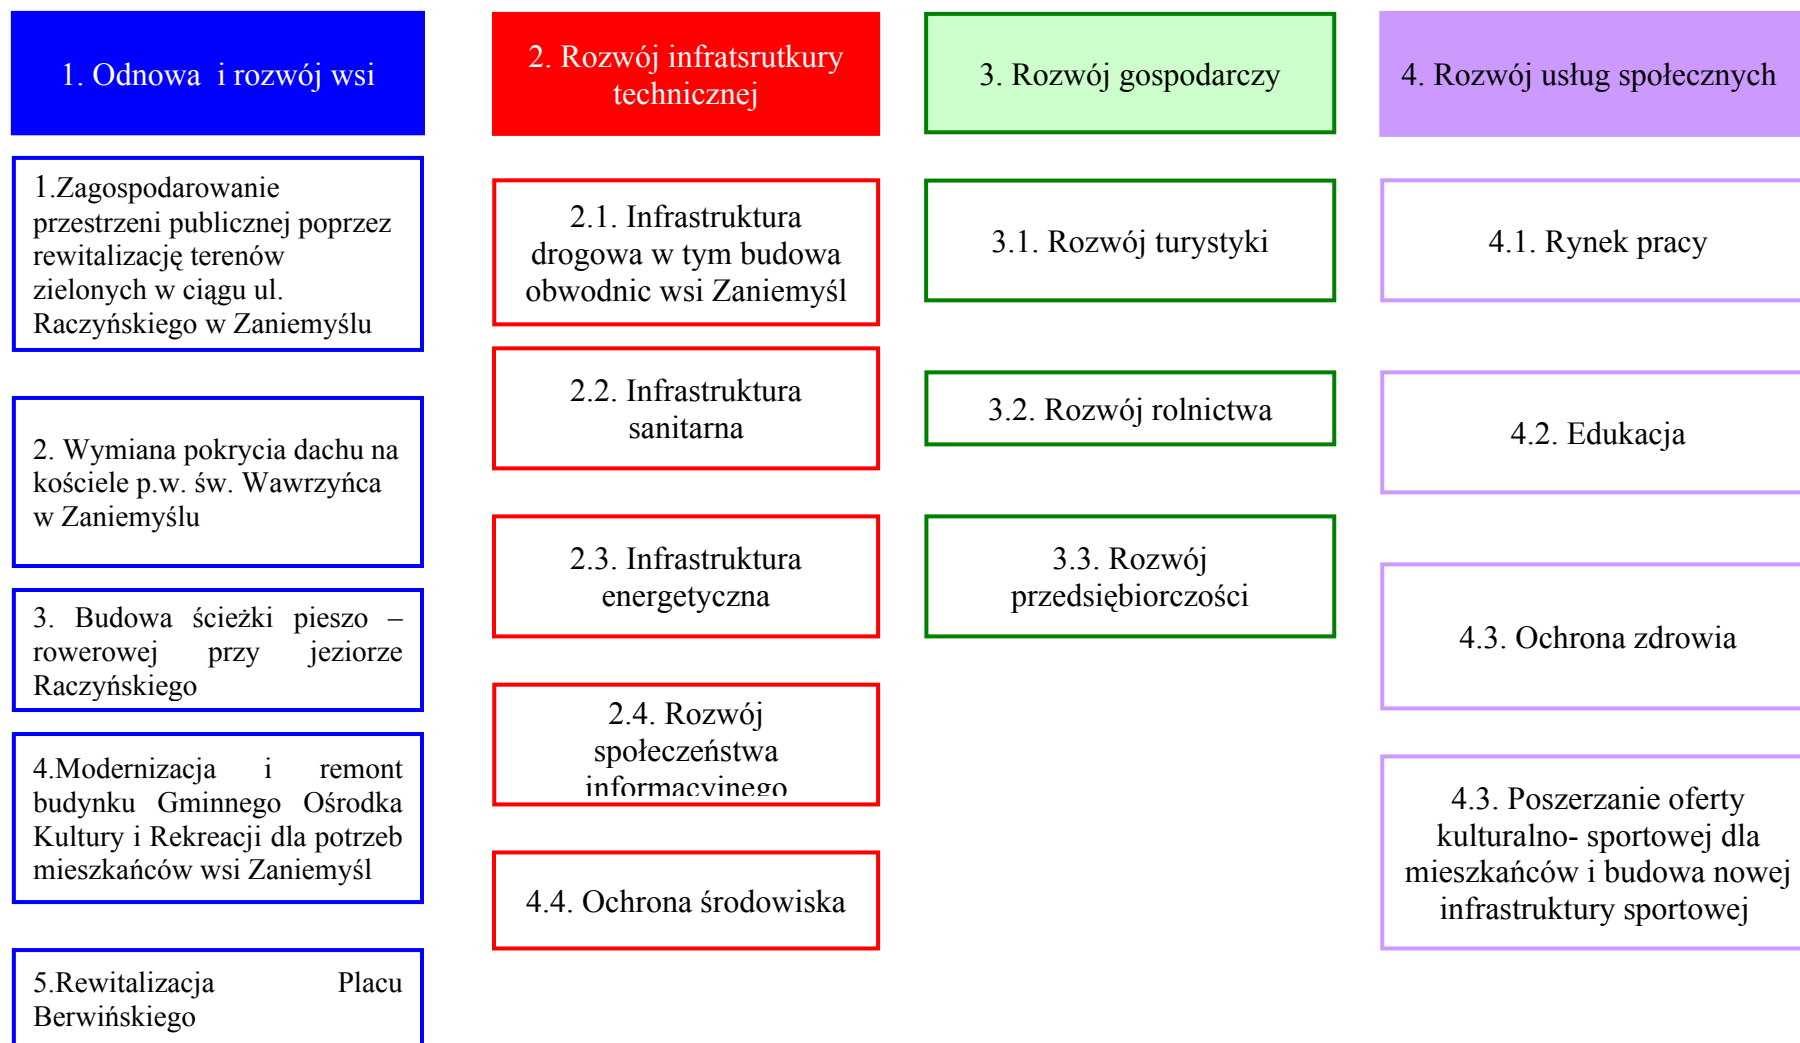 1. Odnowa i rozwój wsi
1.Zagospodarowanie
przestrzeni publicznej poprzez
rewitalizację terenów
zielonych w ciągu ul.
Raczyńskiego w Zaniemyślu
2. Wymiana pokrycia dachu na
kościele p.w. św. Wawrzyńca
w Zaniemyślu
3. Budowa ścieżki pieszo –
rowerowej przy jeziorze
Raczyńskiego
4.Modernizacja i remont
budynku Gminnego Ośrodka
Kultury i Rekreacji dla potrzeb
mieszkańców wsi Zaniemyśl
5.Rewitalizacja Placu
Berwińskiego
2. Rozwój infratsrutkury
technicznej
2.1. Infrastruktura
drogowa w tym budowa
obwodnic wsi Zaniemyśl
2.2. Infrastruktura
sanitarna
2.3. Infrastruktura
energetyczna
2.4. Rozwój
społeczeństwa
informacyjnego
4.4. Ochrona środowiska
3. Rozwój gospodarczy
3.1. Rozwój turystyki
3.2. Rozwój rolnictwa
3.3. Rozwój
przedsiębiorczości
4. Rozwój usług społecznych
4.1. Rynek pracy
4.2. Edukacja
4.3. Ochrona zdrowia
4.3. Poszerzanie oferty
kulturalno- sportowej dla
mieszkańców i budowa nowej
infrastruktury sportowej